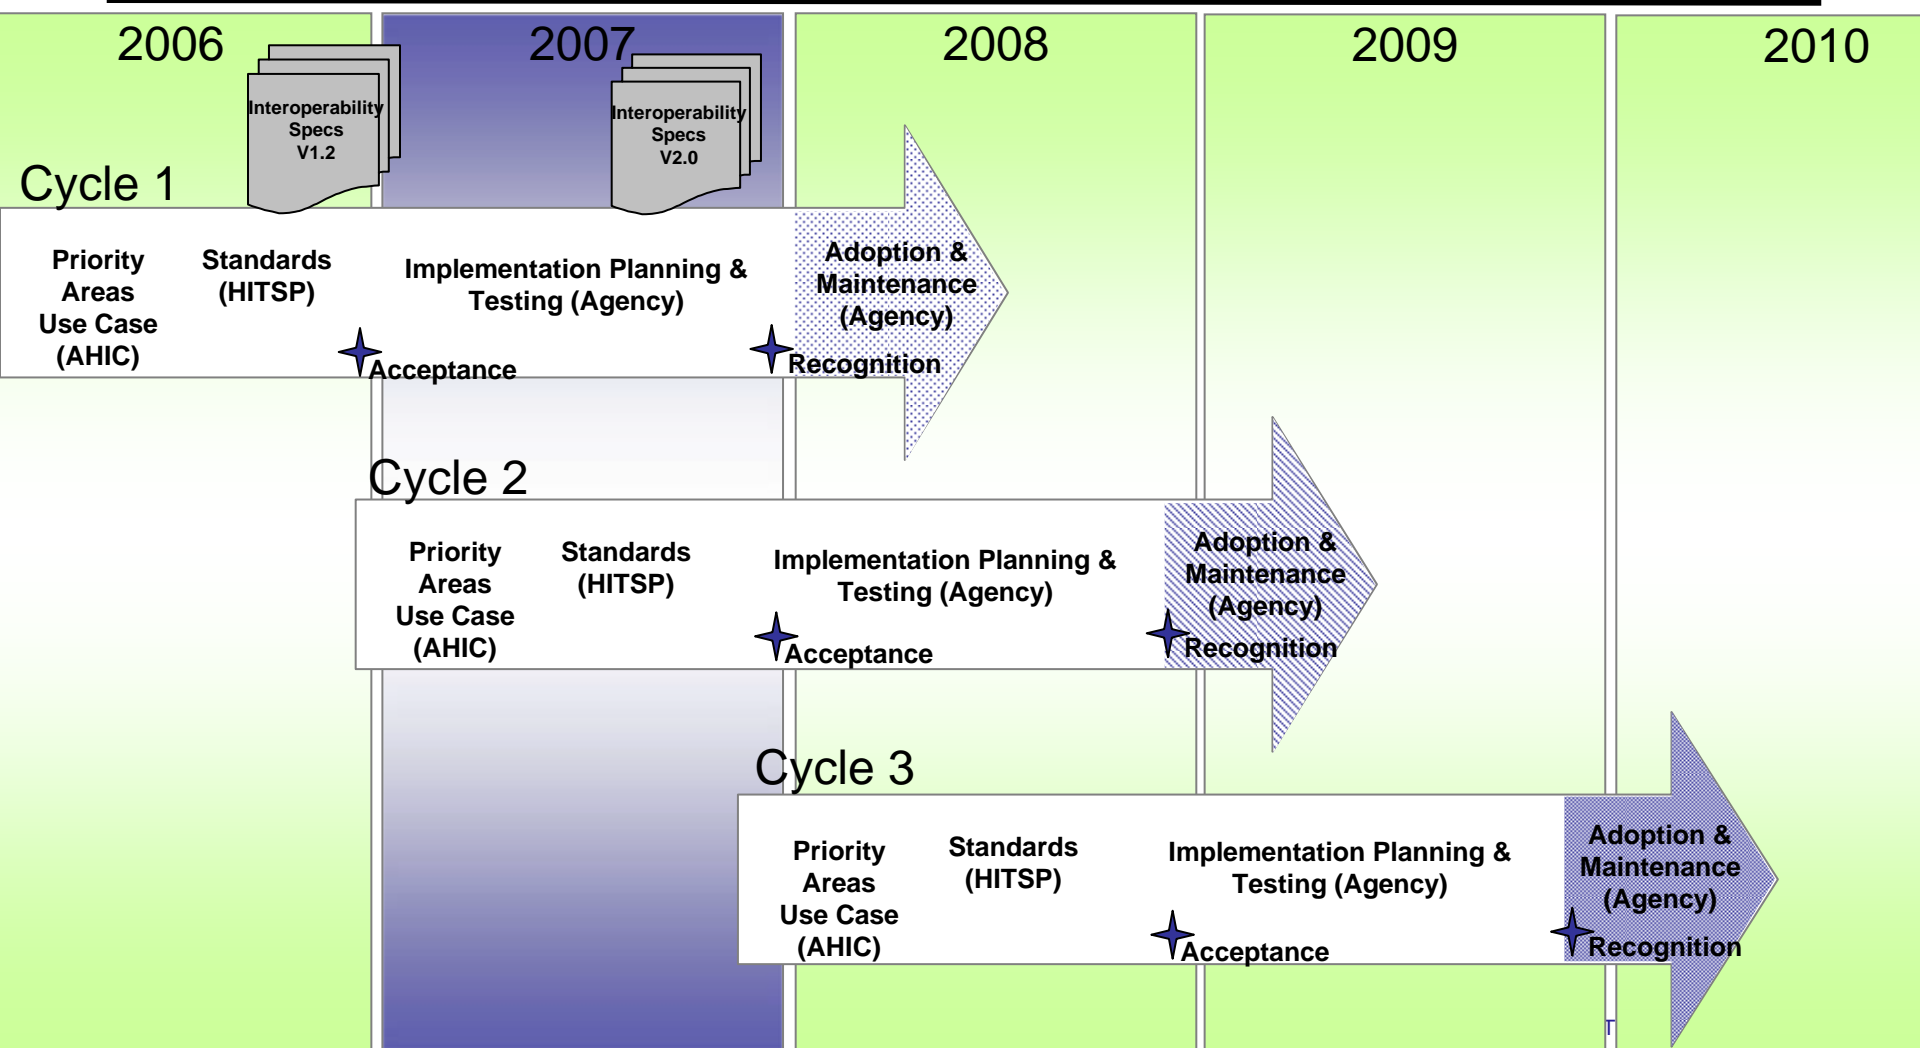 2006
2007
2008
2009
2010
Interoperability
Specs
V1.2
Interoperability
Specs
V2.0
Cycle 1
Priority
Areas
Use Case
(AHIC)
Standards
(HITSP)
Implementation Planning &
Testing (Agency)
Adoption &
Maintenance
(Agency)
Acceptance
Recognition
Cycle 2
Priority
Areas
Use Case
(AHIC)
Standards
(HITSP)
Implementation Planning &
Testing (Agency)
Adoption &
Maintenance
(Agency)
Acceptance
Recognition
Cycle 3
Priority
Areas
Use Case
(AHIC)
Standards
(HITSP)
Implementation Planning &
Testing (Agency)
Adoption &
Maintenance
(Agency)
Acceptance
Recognition
T